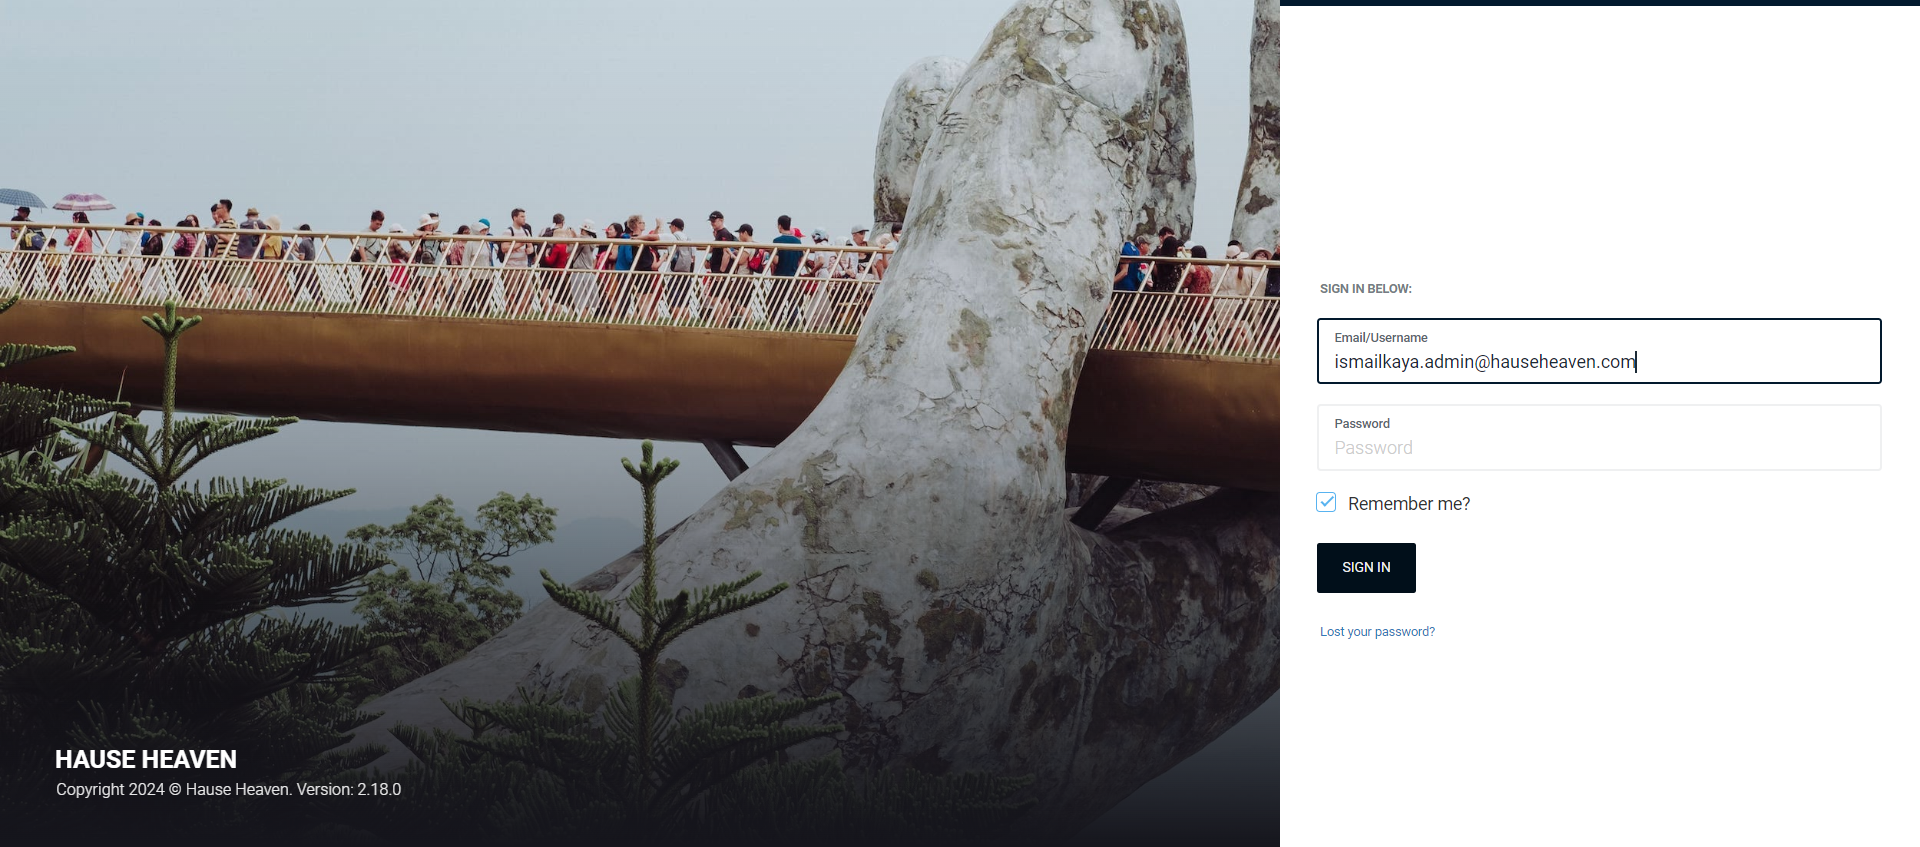 SIGN IN BELOW:
Email/Username
ismailkaya.admin@hauseheaven.com
Password
Password
Remember me?
SIGN IN
Lost your password?
HAUSE HEAVEN
Copyright 2024 © Hause Heaven. Version: 2.18.0